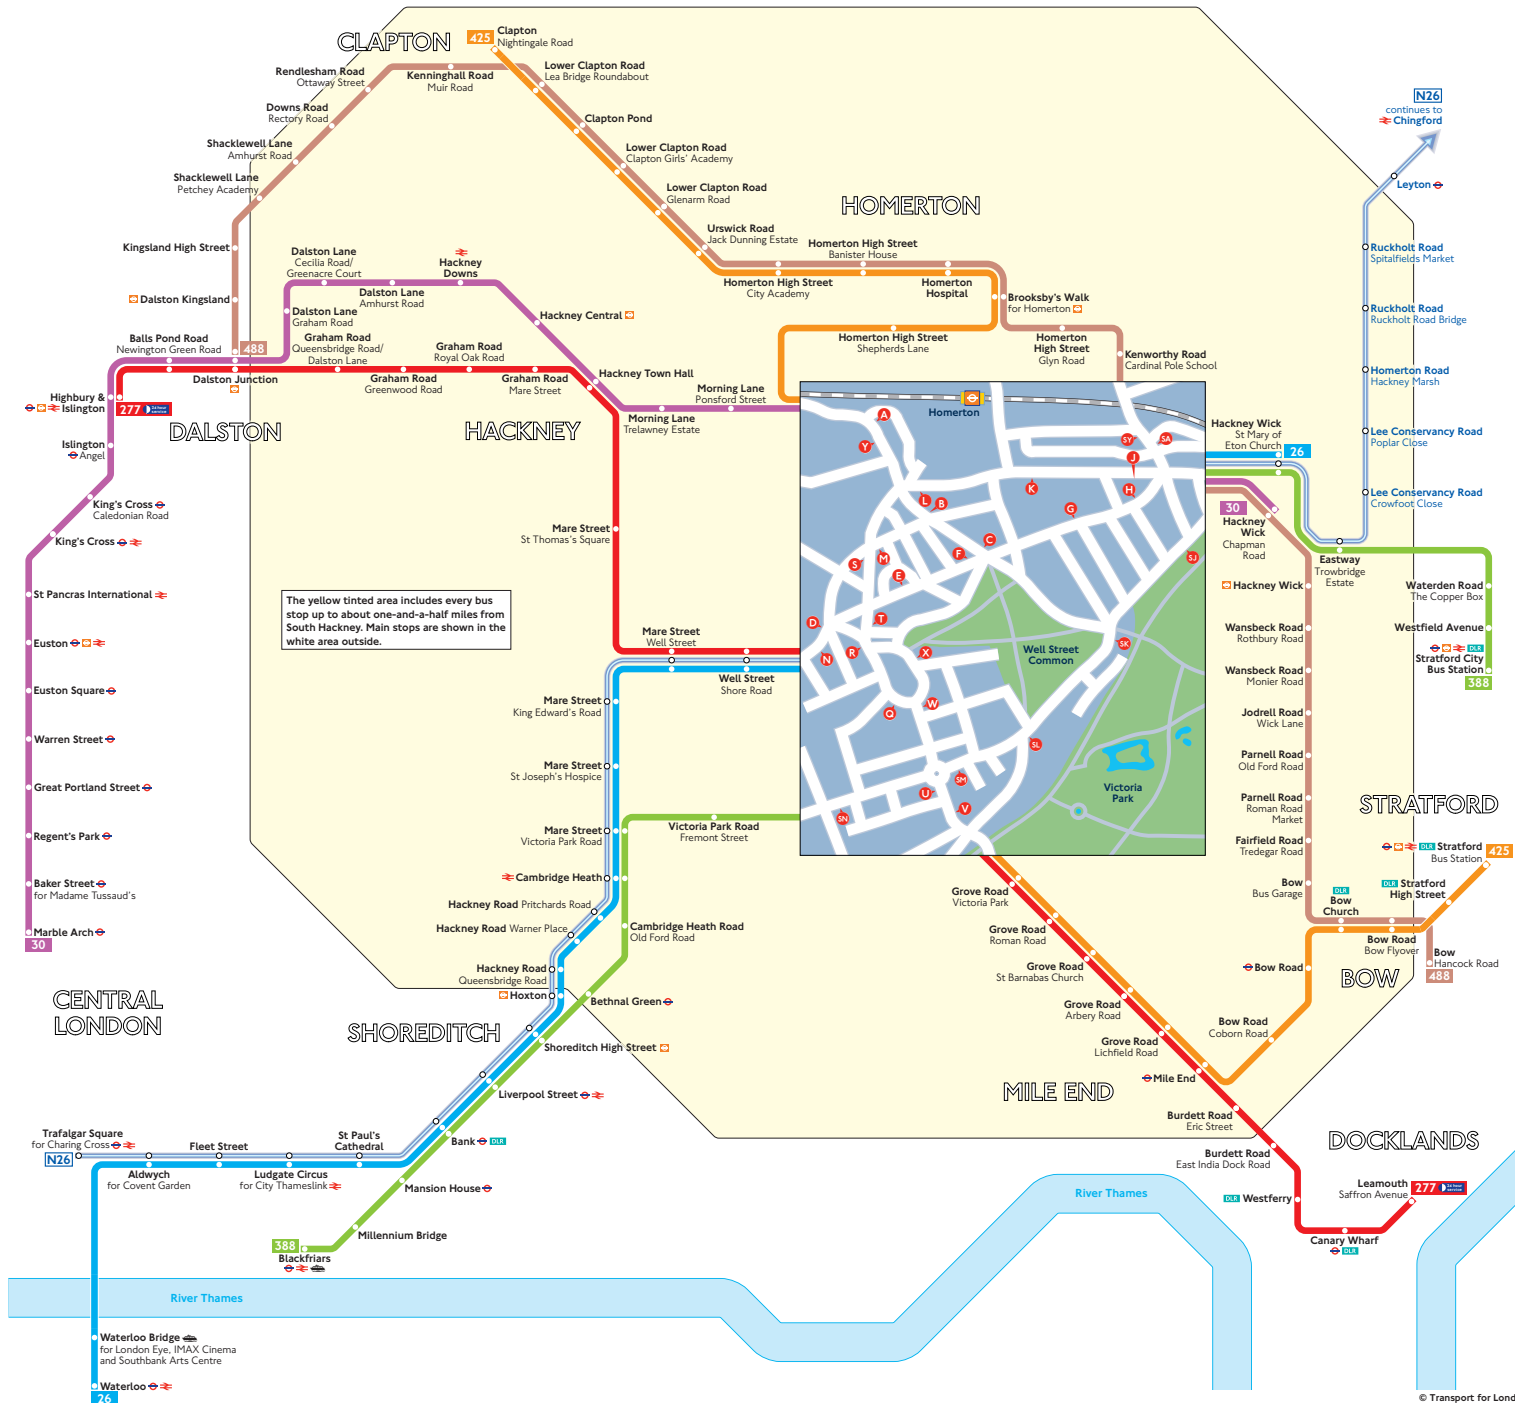 CLAPTON
425
Clapton
Nightingale Road
Rendlesham Road
Ottaway Street
Kenninghall Road
Muir Road
Lower Clapton Road
Lea Bridge Roundabout
Downs Road
Rectory Road
Clapton Pond
Shacklewell Lane
Amhurst Road
Lower Clapton Road
Clapton Girls' Academy
Shacklewell Lane
Petchey Academy
Lower Clapton Road
Glenarm Road
HOMERTON
Kingsland High Street
Urswick Road
Jack Dunning Estate
Homerton High Street
Banister House
Dalston Lane
Cecilia Road/
Greenacre Court
Hackney
Downs
Dalston Lane
Amhurst Road
Homerton High Street
City Academy
Homerton
Hospital
Brooksby's Walk
for Homerton
Dalston Kingsland
Dalston Lane
Graham Road
Hackney Central
Balls Pond Road
Newington Green Road
488
Graham Road
Queensbridge Road/
Dalston Lane
Graham Road
Royal Oak Road
Homerton High Street
Shepherds Lane
Homerton
High Street
Glyn Road
Kenworthy Road
Cardinal Pole School
Dalston Junction
Graham Road
Greenwood Road
Graham Road
Mare Street
Hackney Town Hall
Morning Lane
Ponsford Street
Highbury &
Islington
277
24 hour
service
DALSTON
HACKNEY
Morning Lane
Trelawney Estate
Islington
Angel
King's Cross
Caledonian Road
King's Cross
St Pancras International
Euston
Euston Square
Warren Street
Great Portland Street
Regent's Park
Baker Street
for Madame Tussaud's
Marble Arch
30
Mare Street
St Thomas's Square
The yellow tinted area includes every bus
stop up to about one-and-a-half miles from
South Hackney. Main stops are shown in the
white area outside.
Mare Street
Well Street
Well Street
Shore Road
Mare Street
King Edward's Road
Mare Street
St Joseph's Hospice
Mare Street
Victoria Park Road
Victoria Park Road
Fremont Street
Cambridge Heath
Hackney Road Pritchards Road
Hackney Road Warner Place
Cambridge Heath Road
Old Ford Road
Hackney Road
Queensbridge Road
Hoxton
Bethnal Green
Shoreditch High Street
Liverpool Street
Bank
DLR
Mansion House
Millennium Bridge
388
Blackfriars
CENTRAL
LONDON
SHOREDITCH
Trafalgar Square
for Charing Cross
N26
Aldwych
for Covent Garden
Fleet Street
Ludgate Circus
for City Thameslink
St Paul's
Cathedral
River Thames
Waterloo Bridge
for London Eye, IMAX Cinema
and Southbank Arts Centre
Waterloo
26
Homerton
A
Y
SY
SA
J
H
K
L
B
G
C
F
S
M
E
SJ
D
T
N
R
X
SK
Well Street
Common
Q
W
SL
SM
U
V
SN
Victoria
Park
N26
continues to
Chingford
Leyton
Ruckholt Road
Spitalfields Market
Ruckholt Road
Ruckholt Road Bridge
Homerton Road
Hackney Marsh
Lee Conservancy Road
Poplar Close
Lee Conservancy Road
Crowfoot Close
Hackney Wick
St Mary of
Eton Church
26
30
Hackney
Wick
Chapman
Road
Eastway
Trowbridge
Estate
Hackney Wick
Waterden Road
The Copper Box
Wansbeck Road
Rothbury Road
Westfield Avenue
DLR
Stratford City
Bus Station
388
Wansbeck Road
Monier Road
Jodrell Road
Wick Lane
Parnell Road
Old Ford Road
Parnell Road
Roman Road
Market
STRATFORD
Fairfield Road
Tredegar Road
DLR Stratford
Bus Station
425
Bow
Bus Garage
DLR
Bow
Church
DLR Stratford
High Street
Bow Road
Bow Flyover
Bow
Hancock Road
488
BOW
Bow Road
Bow Road
Coborn Road
Grove Road
Victoria Park
Grove Road
Roman Road
Grove Road
St Barnabas Church
Grove Road
Arbery Road
Grove Road
Lichfield Road
Mile End
MILE END
Burdett Road
Eric Street
Burdett Road
East India Dock Road
DOCKLANDS
DLR Westferry
Leamouth
Saffron Avenue
277
24 hour
service
Canary Wharf
DLR
River Thames
© Transport for Lond